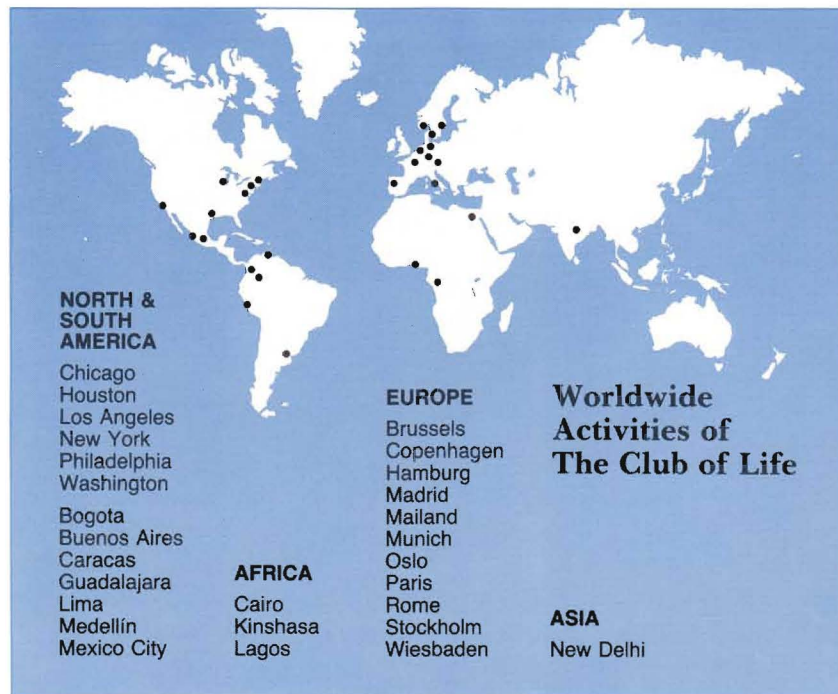 Worldwide
Activities of
The Club of Life
NORTH &
SOUTH
AMERICA
Chicago
Houston
Los Angeles
New York
Philadelphia
Washington
Bogota
Buenos Aires
Caracas
Guadalajara
Lima
Medellín
Mexico City
AFRICA
Cairo
Kinshasa
Lagos
EUROPE
Brussels
Copenhagen
Hamburg
Madrid
Mailand
Munich
Oslo
Paris
Rome
Stockholm
Wiesbaden
ASIA
New Delhi